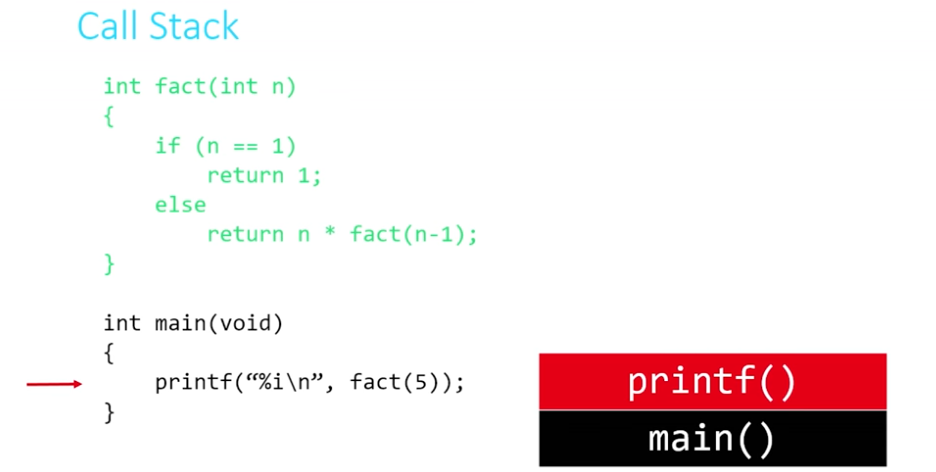 Call Stack
int fact(int n)
{
if (n == 1)
return 1;
else
return n * fact(n-1);
}
int main(void)
{
printf(“%i\n”, fact(5));
}
printf()
main()